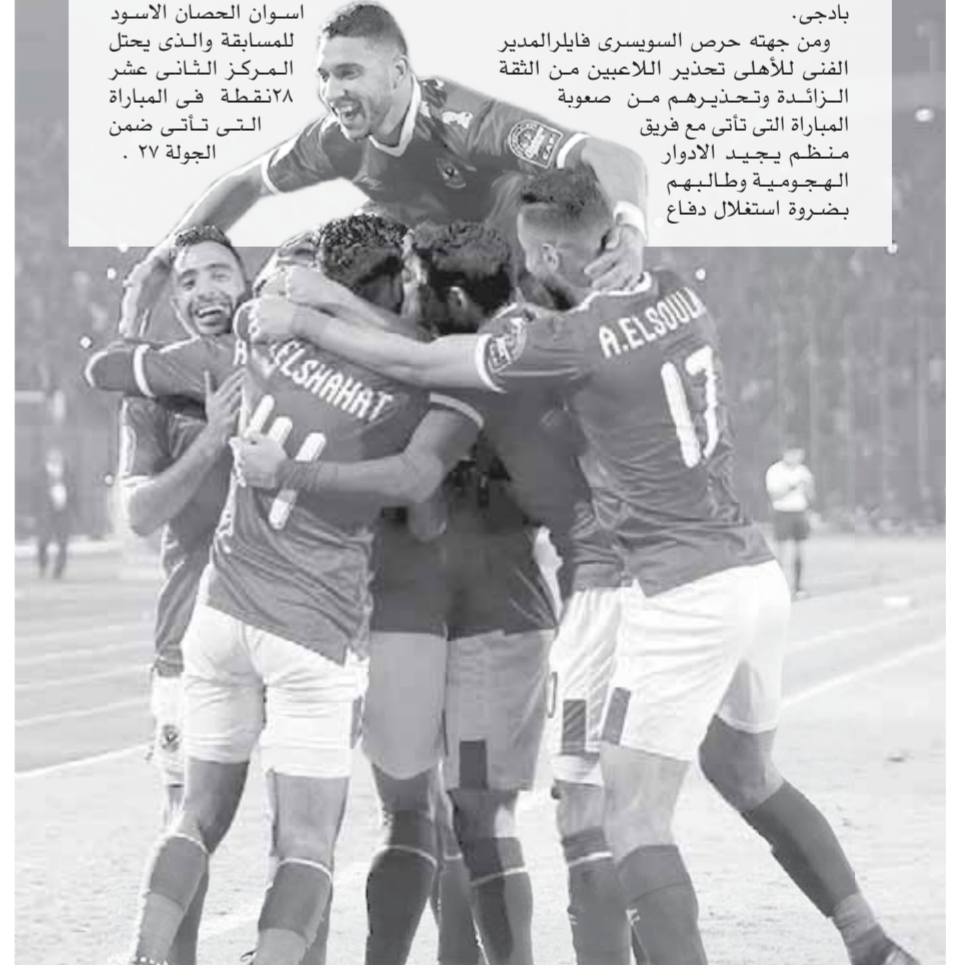 بادجى.
ومن جهته حرص السويسرى فايلرالمدير
الفنى للأهلى تحذير اللاعبين من الثقة
الزائدة وتحذيرهم من صعوبة
المباراة التى تأتى مع فريق
منظم يجيد الادوار
الهجومية وطالبهم
بضروة استغلال دفاع
اسوان الحصان الاسود
للمسابقة والذى يحتل
المركز الثانى عشر
٢٨نقطة فى المباراة
التى تأتى ضمن
الجولة ٢٧ .
ELSHAHAT
14
A.ELSOULA
17